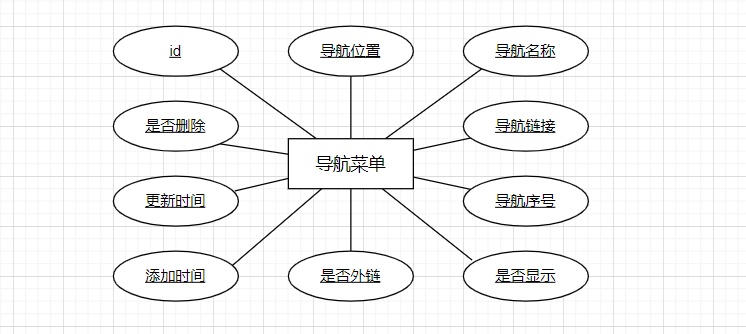 id
导航位置
导航名称
是否删除
导航链接
导航菜单
更新时间
导航序号
添加时间
是否外链
是否显示